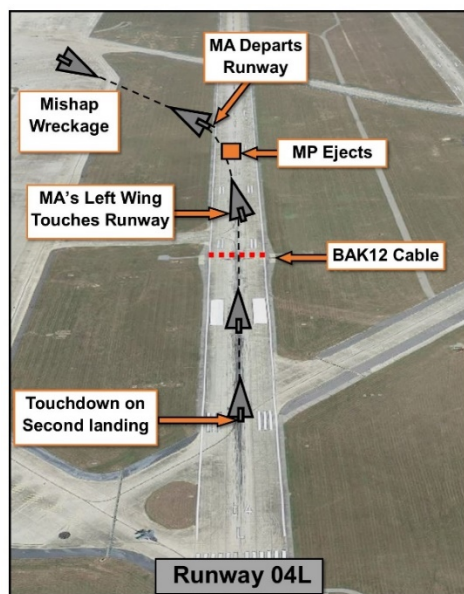 MA Departs
Runway
Mishap
Wreckage
MP Ejects
MA's Left Wing
Touches Runway
BAK12 Cable
Touchdown on
Second landing
Runway 04L